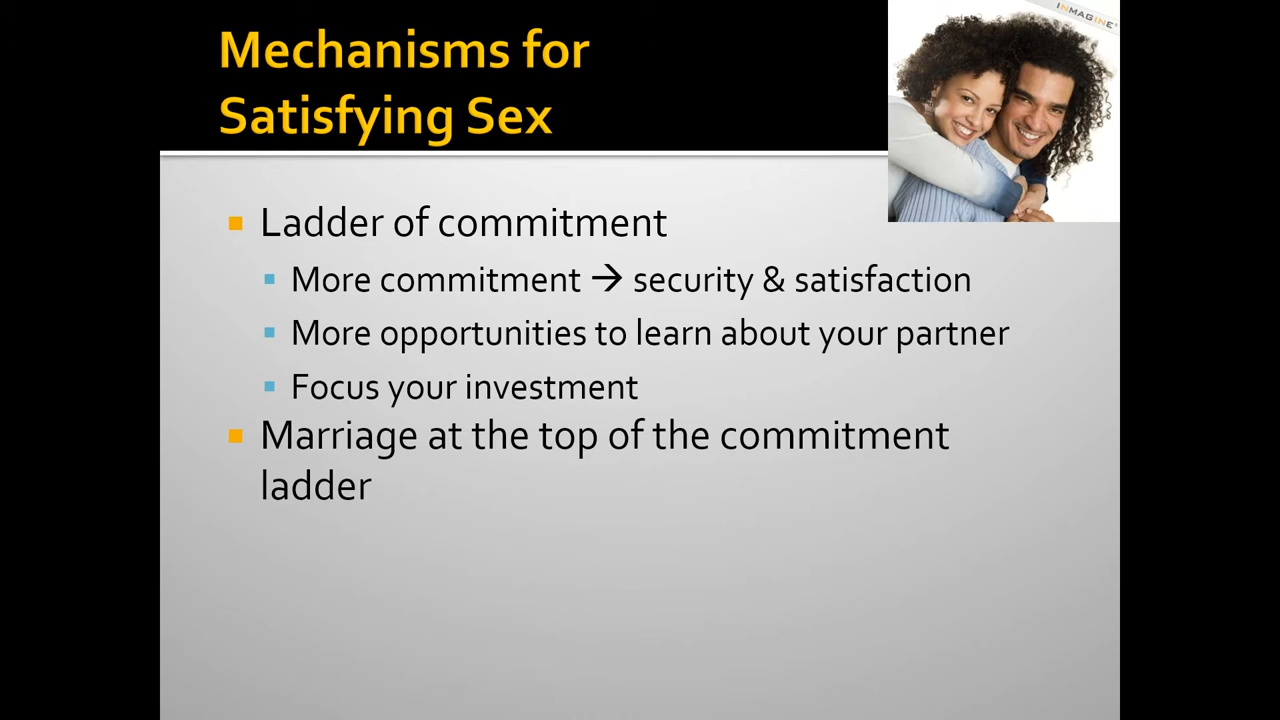 INMAGINE
Mechanisms for
Satisfying Sex
Ladder of commitment
More commitment → security & satisfaction
More opportunities to learn about your partner
Focus your investment
Marriage at the top of the commitment
ladder